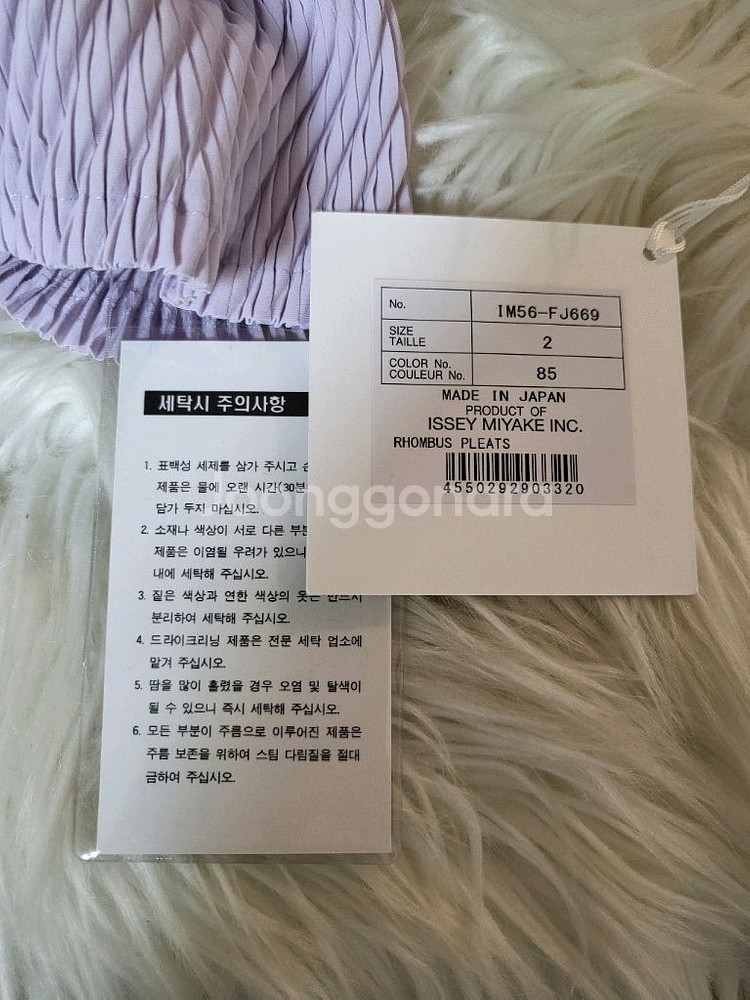 No. IM56-FJ669
SIZE
TAILLE 2
COLOR No.
COULEUR No. 85
MADE IN JAPAN
PRODUCT OF
ISSEY MIYAKE INC.
RHOMBUS PLEATS
4550292903320
joonggonara
세탁시 주의사항
1. 표백성 세제를 삼가 주시고
제품은 물에 오랜 시간(30분
담가 두지 마십시오.
2. 소재나 색상이 서로 다른
제품은 이염될 우려가 있으니
내에 세탁해 주십시오.
3. 짙은 색상과 연한 색상의 옷은 반드시
분리하여 세탁해 주십시오.
4. 드라이크리닝 제품은 전문 세탁 업소에
맡겨 주십시오.
5. 땀을 많이 흘렸을 경우 오염 및 탈색이
될 수 있으니 즉시 세탁해 주십시오.
6. 모든 부분이 주름으로 이루어진 제품은
주름 보존을 위하여 스팀 다림질을 절대
금하여 주십시오.